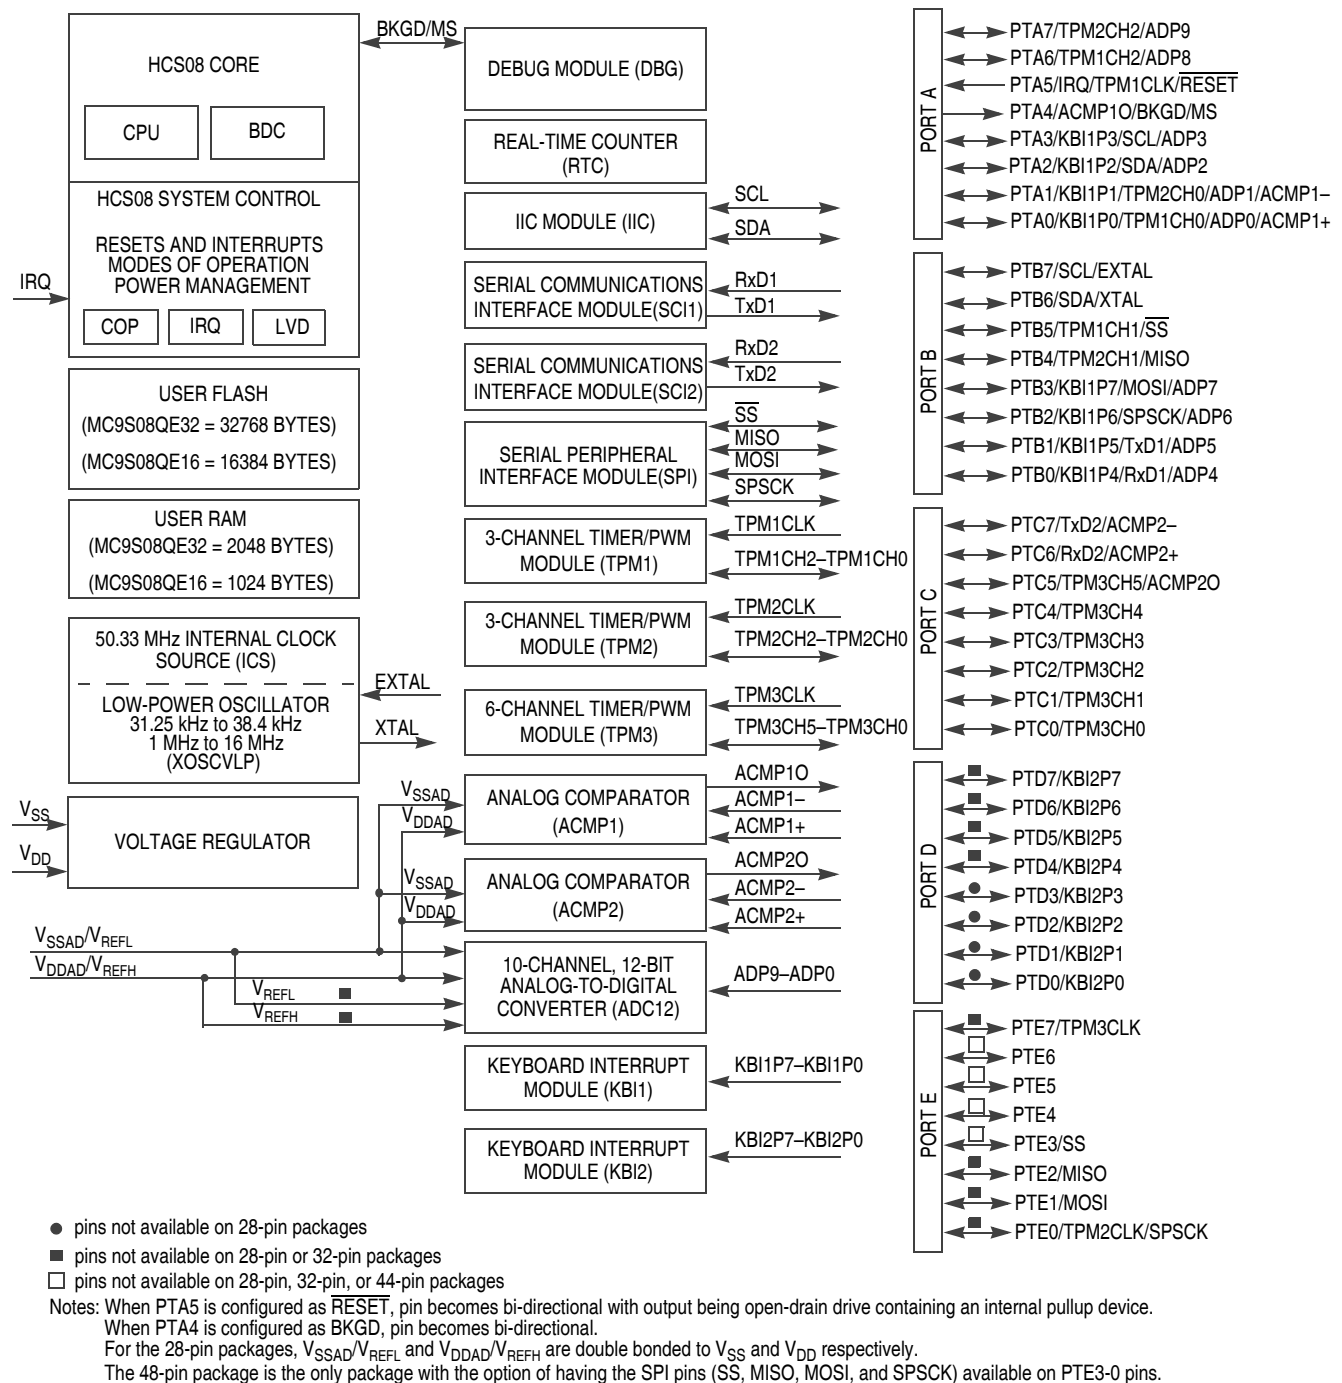 HCS08 CORE
CPU
BDC
HCS08 SYSTEM CONTROL
RESETS AND INTERRUPTS
MODES OF OPERATION
POWER MANAGEMENT
IRQ
COP
IRQ
LVD
USER FLASH
(MC9S08QE32 = 32768 BYTES)
(MC9S08QE16 = 16384 BYTES)
USER RAM
(MC9S08QE32 = 2048 BYTES)
(MC9S08QE16 = 1024 BYTES)
50.33 MHz INTERNAL CLOCK
SOURCE (ICS)
LOW-POWER OSCILLATOR
31.25 kHz to 38.4 kHz
1 MHz to 16 MHz
(XOSCVLP)
EXTAL
XTAL
VSS
VDD
VOLTAGE REGULATOR
VSSAD/VREFL
VDDAD/VREFH
VREFL
VREFH
BKGD/MS
DEBUG MODULE (DBG)
REAL-TIME COUNTER
(RTC)
IIC MODULE (IIC)
SCL
SDA
SERIAL COMMUNICATIONS
INTERFACE MODULE(SCI1)
RxD1
TxD1
SERIAL COMMUNICATIONS
INTERFACE MODULE(SCI2)
RxD2
TxD2
SERIAL PERIPHERAL
INTERFACE MODULE(SPI)
SS
MISO
MOSI
SPSCK
3-CHANNEL TIMER/PWM
MODULE (TPM1)
TPM1CLK
TPM1CH2–TPM1CH0
3-CHANNEL TIMER/PWM
MODULE (TPM2)
TPM2CLK
TPM2CH2–TPM2CH0
6-CHANNEL TIMER/PWM
MODULE (TPM3)
TPM3CLK
TPM3CH5–TPM3CH0
VSSAD
VDDAD
ANALOG COMPARATOR
(ACMP1)
ACMP1O
ACMP1–
ACMP1+
VSSAD
VDDAD
ANALOG COMPARATOR
(ACMP2)
ACMP2O
ACMP2–
ACMP2+
10-CHANNEL, 12-BIT
ANALOG-TO-DIGITAL
CONVERTER (ADC12)
ADP9–ADP0
KEYBOARD INTERRUPT
MODULE (KBI1)
KBI1P7–KBI1P0
KEYBOARD INTERRUPT
MODULE (KBI2)
KBI2P7–KBI2P0
PORT A
PTA7/TPM2CH2/ADP9
PTA6/TPM1CH2/ADP8
PTA5/IRQ/TPM1CLK/RESET
PTA4/ACMP1O/BKGD/MS
PTA3/KBI1P3/SCL/ADP3
PTA2/KBI1P2/SDA/ADP2
PTA1/KBI1P1/TPM2CH0/ADP1/ACMP1–
PTA0/KBI1P0/TPM1CH0/ADP0/ACMP1+
PORT B
PTB7/SCL/EXTAL
PTB6/SDA/XTAL
PTB5/TPM1CH1/SS
PTB4/TPM2CH1/MISO
PTB3/KBI1P7/MOSI/ADP7
PTB2/KBI1P6/SPSCK/ADP6
PTB1/KBI1P5/TxD1/ADP5
PTB0/KBI1P4/RxD1/ADP4
PORT C
PTC7/TxD2/ACMP2–
PTC6/RxD2/ACMP2+
PTC5/TPM3CH5/ACMP2O
PTC4/TPM3CH4
PTC3/TPM3CH3
PTC2/TPM3CH2
PTC1/TPM3CH1
PTC0/TPM3CH0
PORT D
PTD7/KBI2P7
PTD6/KBI2P6
PTD5/KBI2P5
PTD4/KBI2P4
PTD3/KBI2P3
PTD2/KBI2P2
PTD1/KBI2P1
PTD0/KBI2P0
PORT E
PTE7/TPM3CLK
PTE6
PTE5
PTE4
PTE3/SS
PTE2/MISO
PTE1/MOSI
PTE0/TPM2CLK/SPSCK
● pins not available on 28-pin packages
■ pins not available on 28-pin or 32-pin packages
□ pins not available on 28-pin, 32-pin, or 44-pin packages
Notes: When PTA5 is configured as RESET, pin becomes bi-directional with output being open-drain drive containing an internal pullup device.
When PTA4 is configured as BKGD, pin becomes bi-directional.
For the 28-pin packages, VSSAD/VREFL and VDDAD/VREFH are double bonded to VSS and VDD respectively.
The 48-pin package is the only package with the option of having the SPI pins (SS, MISO, MOSI, and SPSCK) available on PTE3-0 pins.